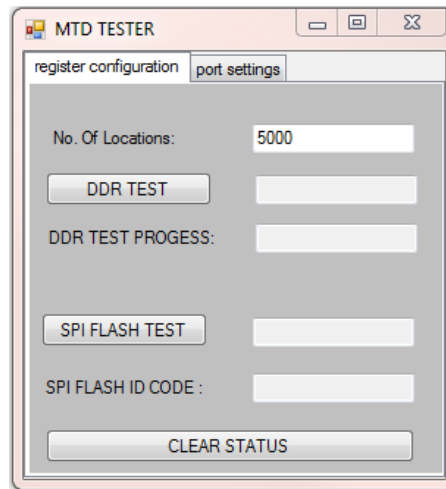 MTD TESTER
register configuration port settings
No. Of Locations: 5000
DDR TEST
DDR TEST PROGESS:
SPI FLASH TEST
SPI FLASH ID CODE :
CLEAR STATUS